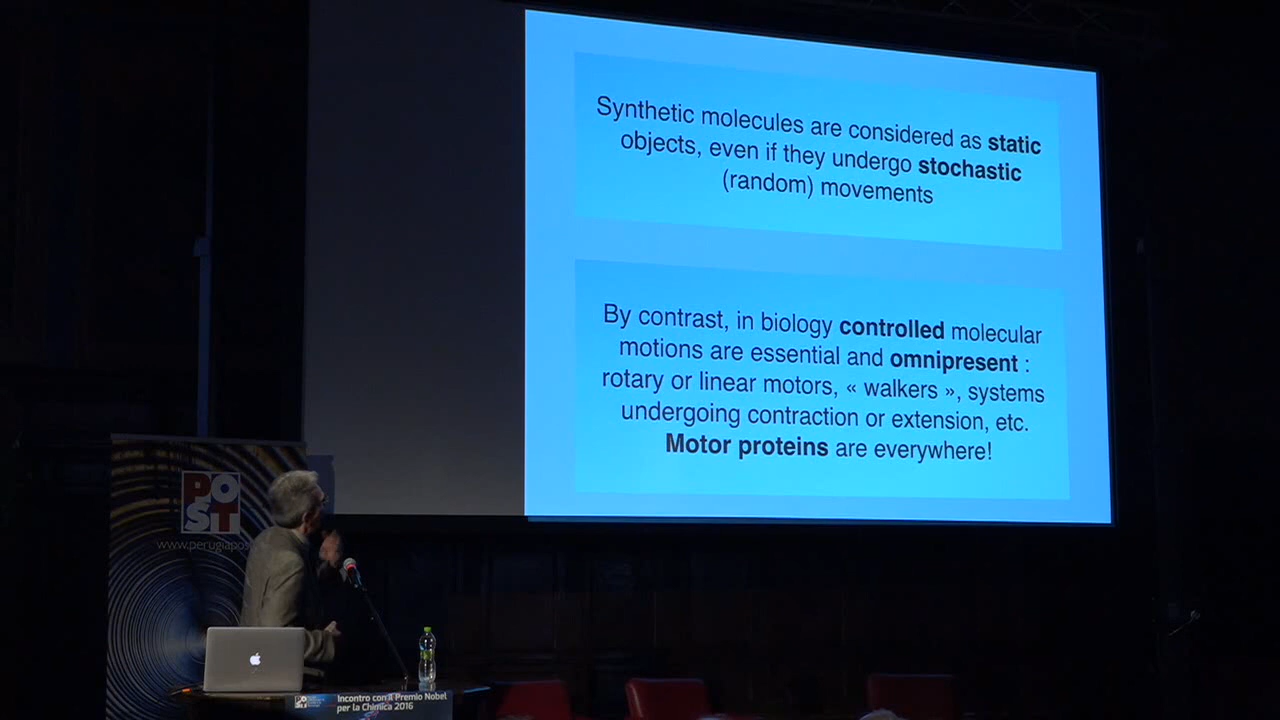 Synthetic molecules are considered as static
objects, even if they undergo stochastic
(random) movements
By contrast, in biology controlled molecular
motions are essential and omnipresent :
rotary or linear motors, « walkers », systems
undergoing contraction or extension, etc.
Motor proteins are everywhere!
PO
ST
www.perugiapos
Incontro con il Premio Nobel
per la Chimica 2016